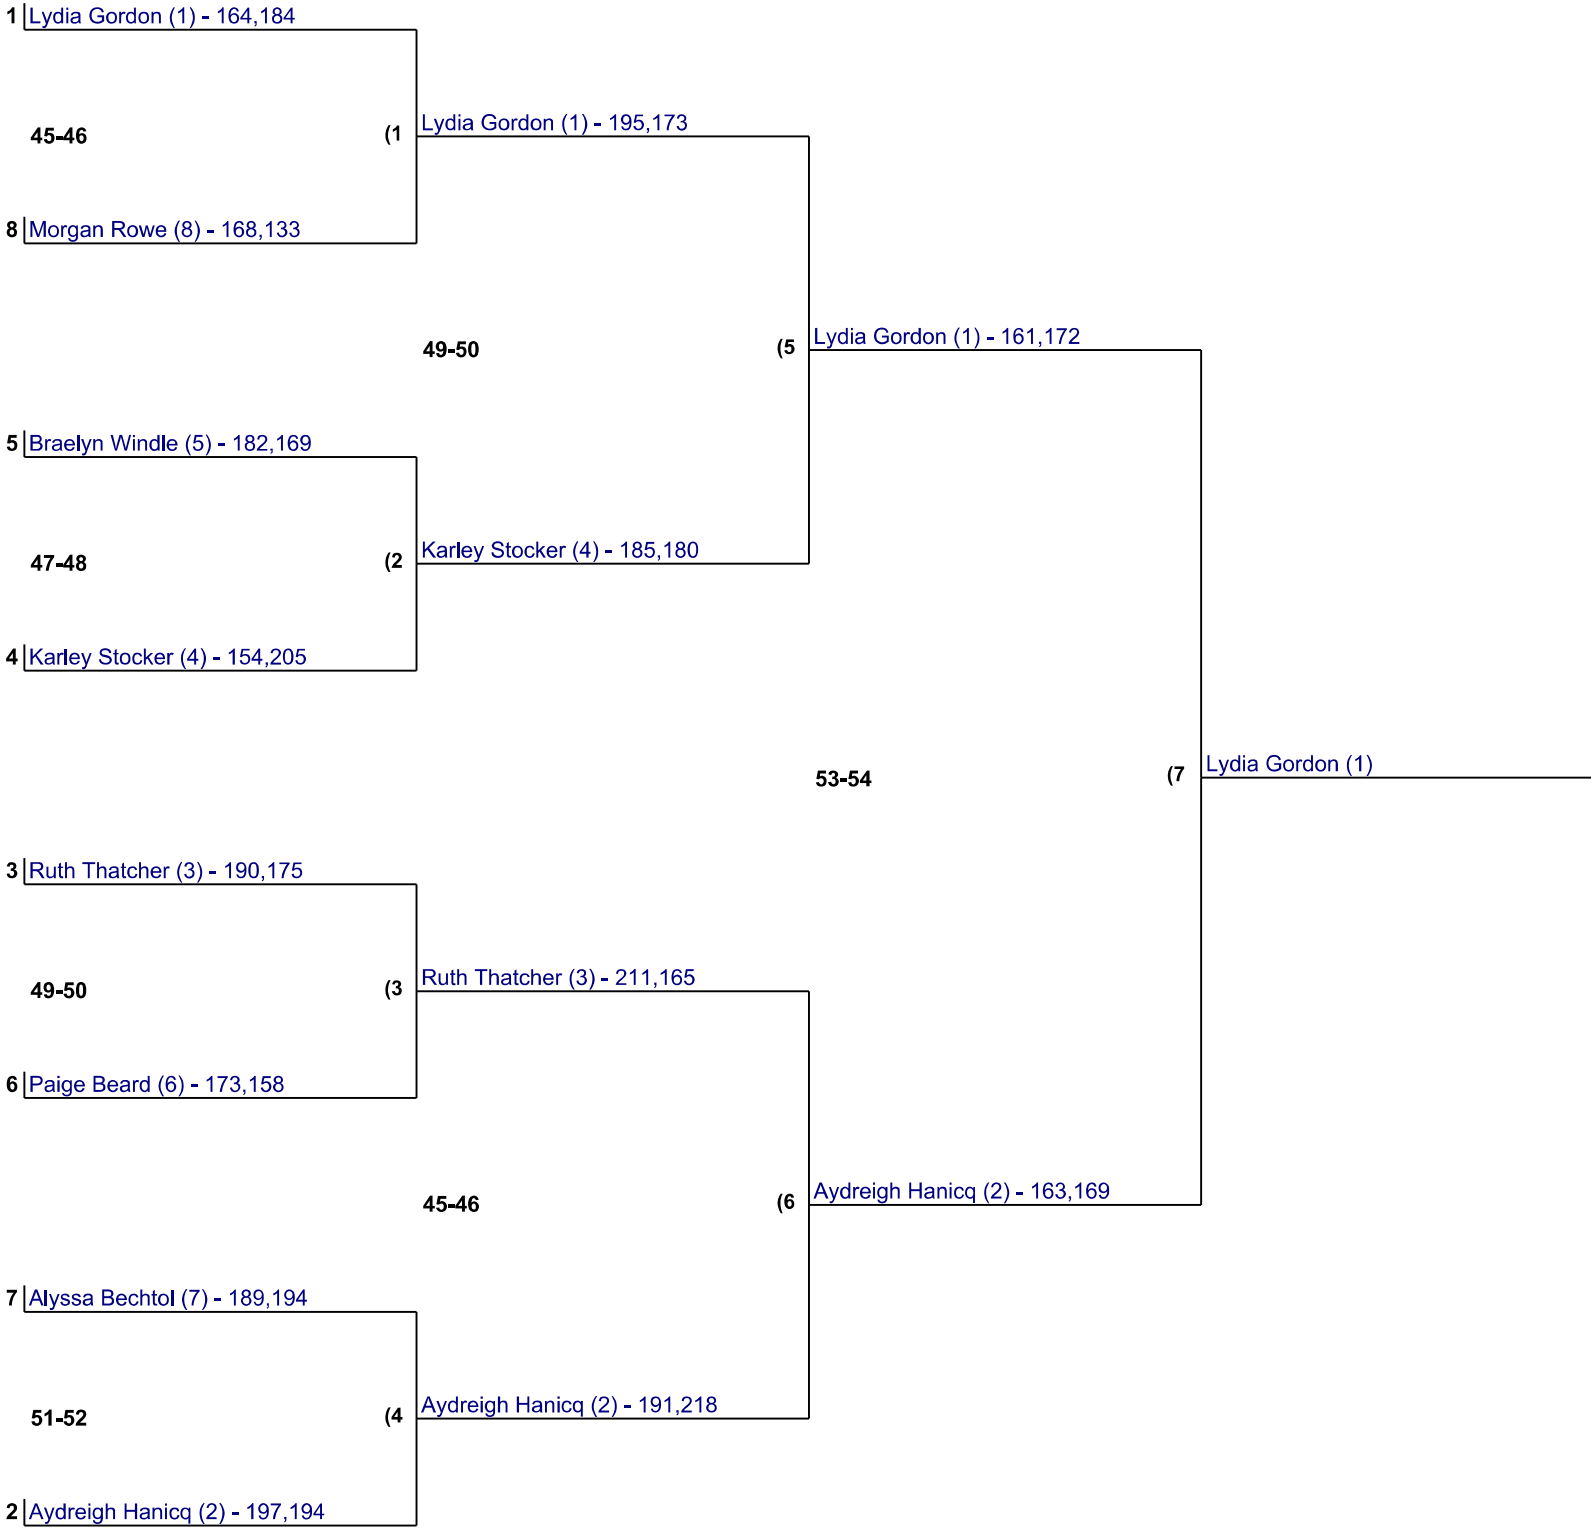 1 Lydia Gordon (1) - 164,184
45-46 (1 Lydia Gordon (1) - 195,173
8 Morgan Rowe (8) - 168,133
49-50 (5 Lydia Gordon (1) - 161,172
5 Braelyn Windle (5) - 182,169
47-48 (2 Karley Stocker (4) - 185,180
4 Karley Stocker (4) - 154,205
53-54 (7 Lydia Gordon (1)
3 Ruth Thatcher (3) - 190,175
49-50 (3 Ruth Thatcher (3) - 211,165
6 Paige Beard (6) - 173,158
45-46 (6 Aydreigh Hanicq (2) - 163,169
7 Alyssa Bechtol (7) - 189,194
51-52 (4 Aydreigh Hanicq (2) - 191,218
2 Aydreigh Hanicq (2) - 197,194